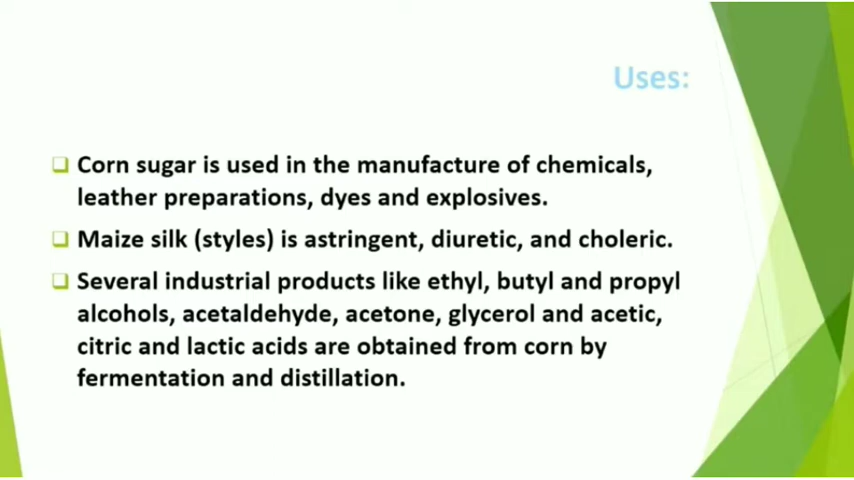 Uses:
Corn sugar is used in the manufacture of chemicals,
leather preparations, dyes and explosives.
Maize silk (styles) is astringent, diuretic, and choleric.
Several industrial products like ethyl, butyl and propyl
alcohols, acetaldehyde, acetone, glycerol and acetic,
citric and lactic acids are obtained from corn by
fermentation and distillation.